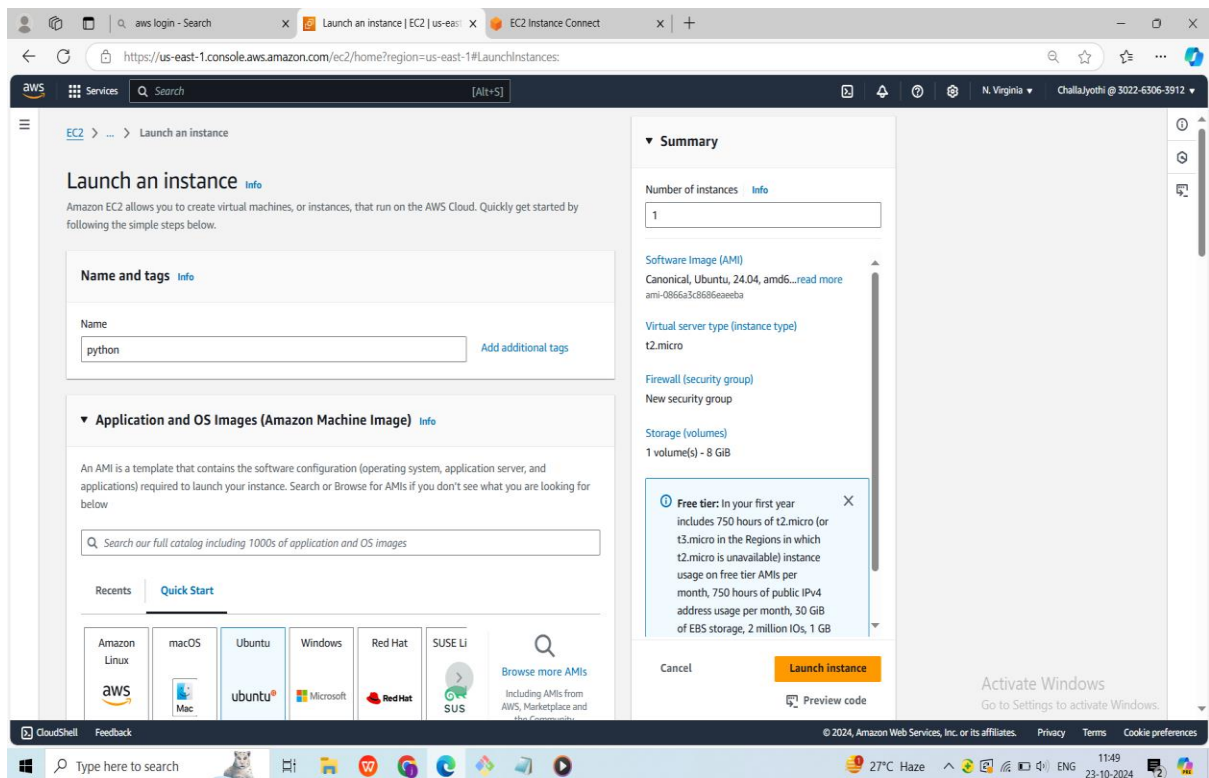 aws login - Search
Launch an instance | EC2 | us-east
EC2 Instance Connect
https://us-east-1.console.aws.amazon.com/ec2/home?region=us-east-1#LaunchInstances:
aws
Services
Search
[Alt+S]
N. Virginia
ChallaJyothi @ 3022-6306-3912
EC2 > ... > Launch an instance
Launch an instance Info
Amazon EC2 allows you to create virtual machines, or instances, that run on the AWS Cloud. Quickly get started by
following the simple steps below.
Name and tags Info
Name
python
Add additional tags
Application and OS Images (Amazon Machine Image) Info
An AMI is a template that contains the software configuration (operating system, application server, and
applications) required to launch your instance. Search or Browse for AMIs if you don't see what you are looking for
below
Search our full catalog including 1000s of application and OS images
Recents
Quick Start
Amazon
Linux
aws
macOS
Mac
Ubuntu
ubuntu
Windows
Microsoft
Red Hat
Red Hat
SUSE Li
SUS
Browse more AMIs
Including AMIs from
AWS, Marketplace and
the Community
Summary
Number of instances Info
1
Software Image (AMI)
Canonical, Ubuntu, 24.04, amd6...read more
ami-0866a3c8686eaeeba
Virtual server type (instance type)
t2.micro
Firewall (security group)
New security group
Storage (volumes)
1 volume(s) - 8 GiB
Free tier: In your first year
includes 750 hours of t2.micro (or
t3.micro in the Regions in which
t2.micro is unavailable) instance
usage on free tier AMIs per
month, 750 hours of public IPv4
address usage per month, 30 GiB
of EBS storage, 2 million IOs, 1 GB
Cancel
Launch instance
Preview code
Activate Windows
Go to Settings to activate Windows.
CloudShell
Feedback
© 2024, Amazon Web Services, Inc. or its affiliates.
Privacy
Terms
Cookie preferences
Type here to search
27°C Haze
ENG
11:49
23-10-2024